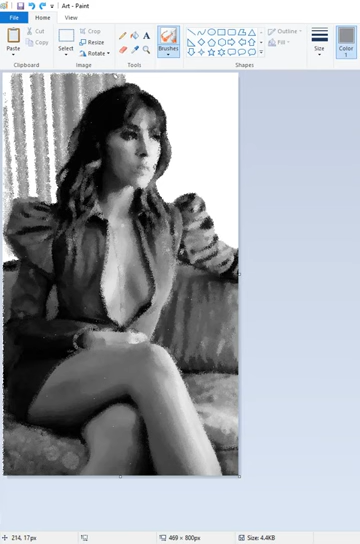 Art - Paint
File Home View
Paste Cut Copy Select Crop Resize Rotate A Brushes Outline Fill Size Color 1
Clipboard Image Tools Shapes
214, 17px 469 × 800px Size: 4.4KB